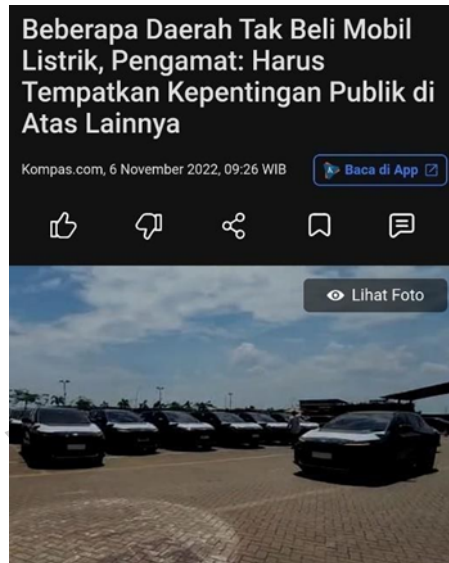 Beberapa Daerah Tak Beli Mobil
Listrik, Pengamat: Harus
Tempatkan Kepentingan Publik di
Atas Lainnya
Kompas.com, 6 November 2022, 09:26 WIB
Baca di App
Lihat Foto